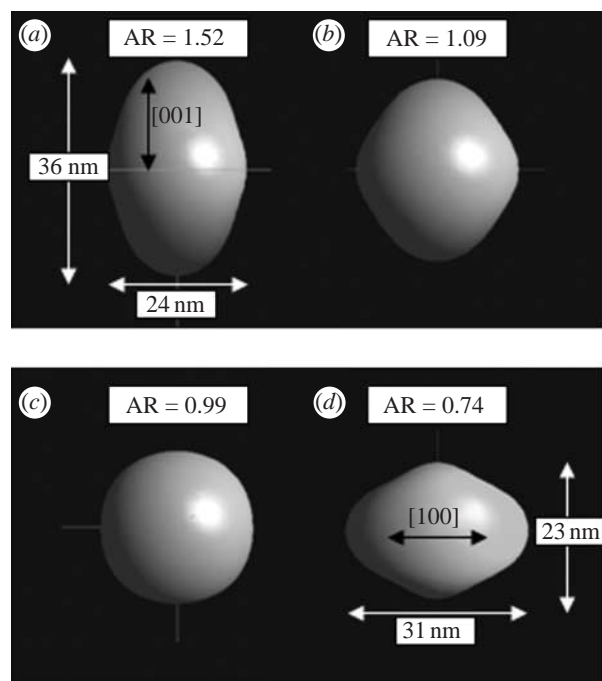 (a) AR = 1.52
(b) AR = 1.09
[001]
36 nm
24 nm
(c) AR = 0.99
(d) AR = 0.74
[100]
23 nm
31 nm